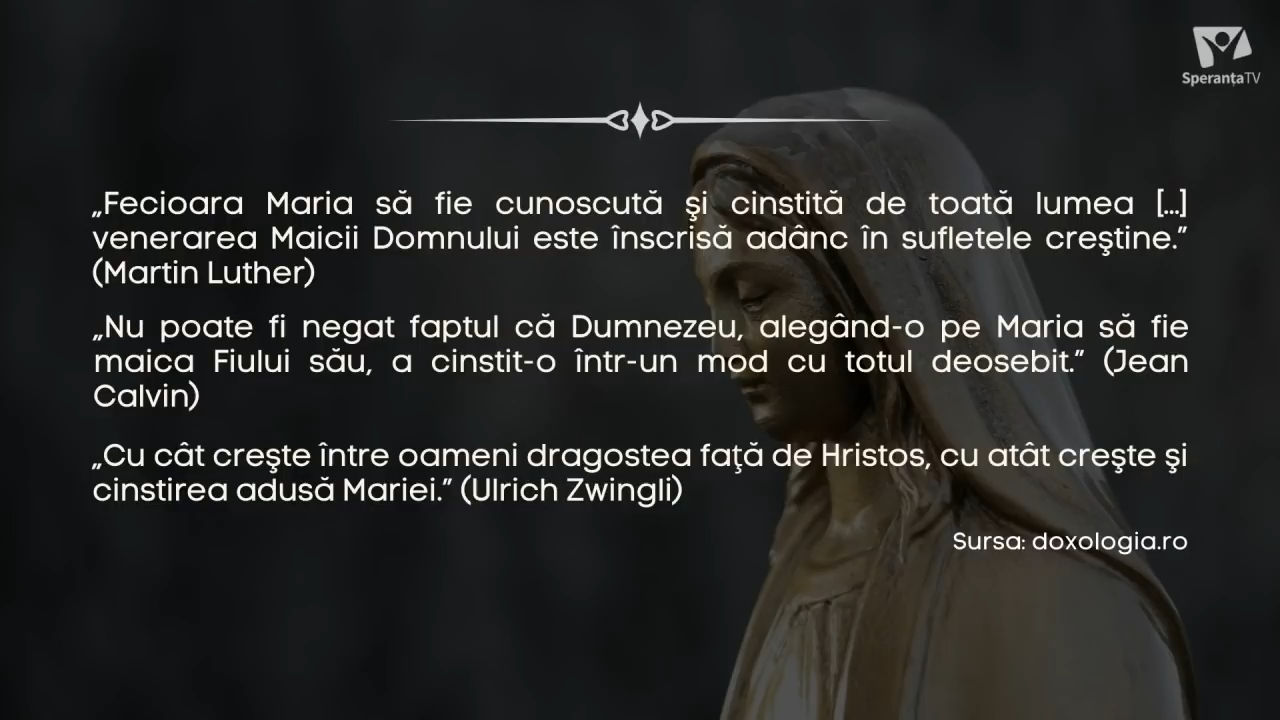 SperanțaTV
„Fecioara Maria să fie cunoscută şi cinstită de toată lumea [...]
venerarea Maicii Domnului este înscrisă adânc în sufletele creştine.”
(Martin Luther)
„Nu poate fi negat faptul că Dumnezeu, alegând-o pe Maria să fie
maica Fiului său, a cinstit-o într-un mod cu totul deosebit.” (Jean
Calvin)
„Cu cât creşte între oameni dragostea faţă de Hristos, cu atât creşte şi
cinstirea adusă Mariei.” (Ulrich Zwingli)
Sursa: doxologia.ro